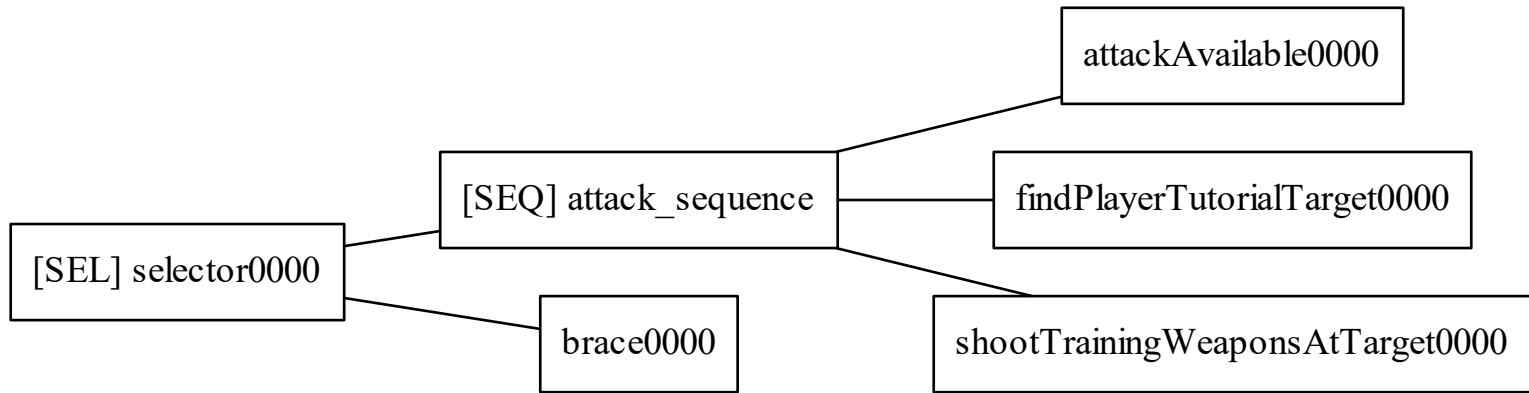 attackAvailable0000
[SEQ] attack_sequence
findPlayerTutorialTarget0000
[SEL] selector0000
brace0000
shootTrainingWeaponsAtTarget0000